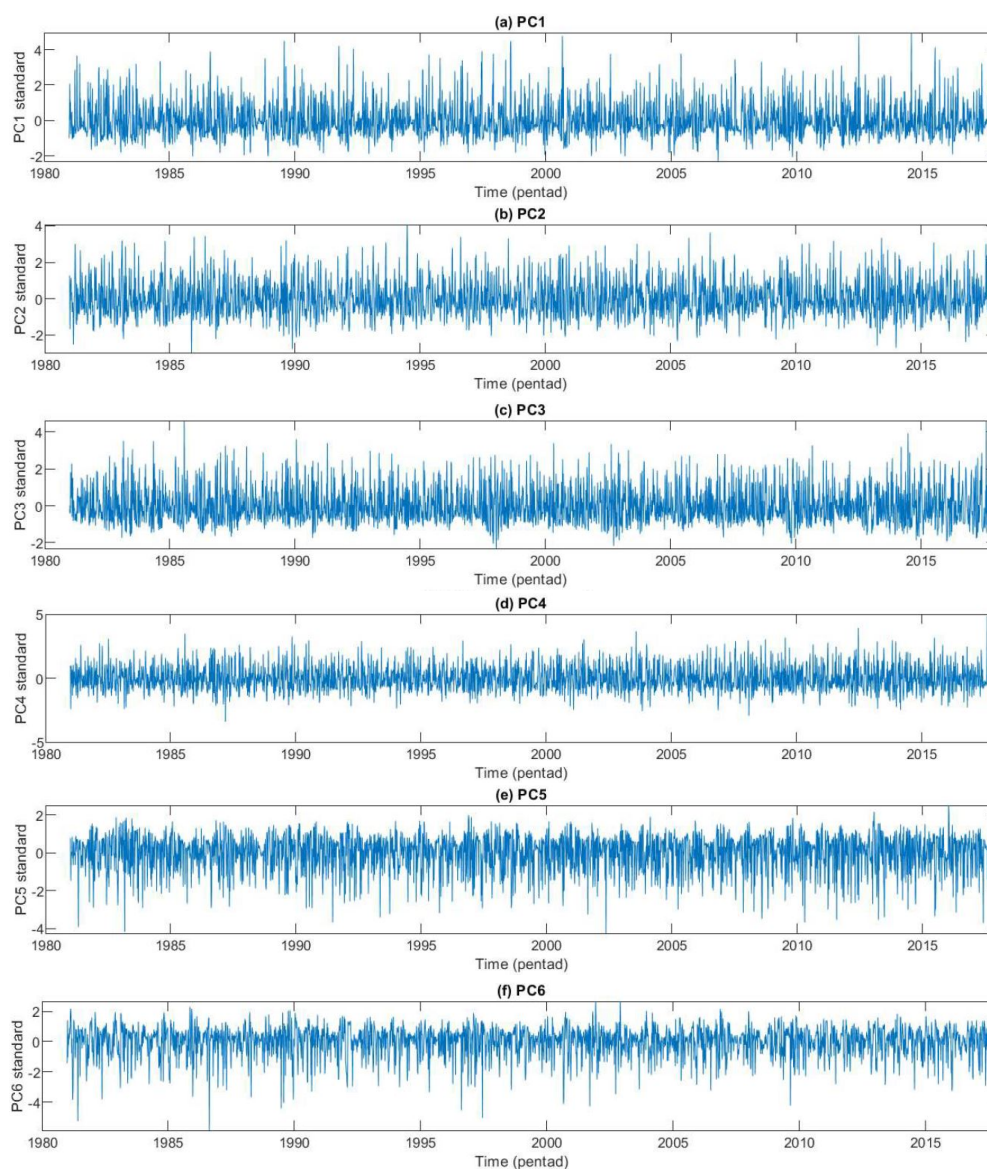 (a) PC1
PC1 standard
4
2
0
-2
1980 1985 1990 1995 2000 2005 2010 2015
Time (pentad)
(b) PC2
PC2 standard
4
2
0
-2
1980 1985 1990 1995 2000 2005 2010 2015
Time (pentad)
(c) PC3
PC3 standard
4
2
0
-2
1980 1985 1990 1995 2000 2005 2010 2015
Time (pentad)
(d) PC4
PC4 standard
5
0
-5
1980 1985 1990 1995 2000 2005 2010 2015
Time (pentad)
(e) PC5
PC5 standard
2
0
-2
-4
1980 1985 1990 1995 2000 2005 2010 2015
Time (pentad)
(f) PC6
PC6 standard
2
0
-2
-4
1980 1985 1990 1995 2000 2005 2010 2015
Time (pentad)